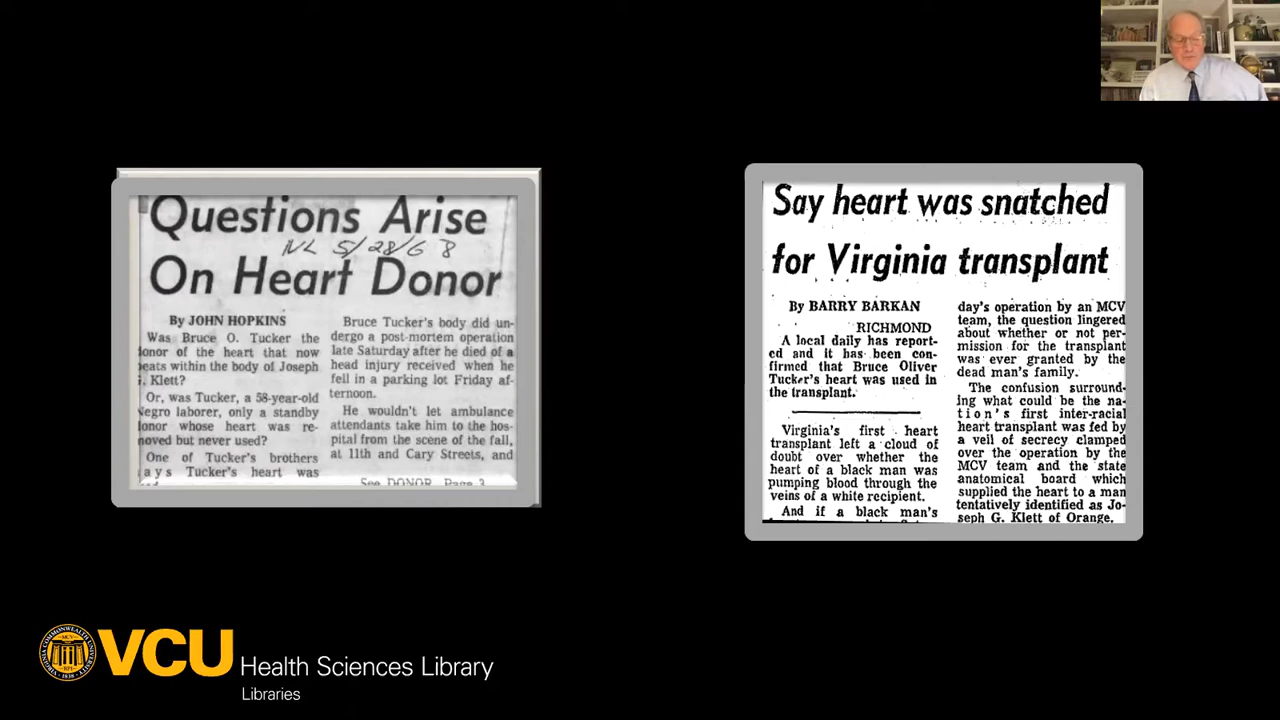 Questions Arise
NL 5/28/68
On Heart Donor
By JOHN HOPKINS
Was Bruce O. Tucker the
donor of the heart that now
beats within the body of Joseph
G. Klett?
Or, was Tucker, a 58-year-old
Negro laborer, only a standby
donor whose heart was re-
moved but never used?
One of Tucker's brothers
says Tucker's heart was
Bruce Tucker's body did un-
dergo a post-mortem operation
late Saturday after he died of a
head injury received when he
fell in a parking lot Friday af-
ternoon.
He wouldn't let ambulance
attendants take him to the hos-
pital from the scene of the fall,
at 11th and Cary Streets, and
See DONOR, Page 3
Say heart was snatched
for Virginia transplant
By BARRY BARKAN
RICHMOND
A local daily has report-
ed and it has been con-
firmed that Bruce Oliver
Tucker's heart was used in
the transplant.
Virginia's first heart
transplant left a cloud of
doubt over whether the
heart of a black man was
pumping blood through the
veins of a white recipient.
And if a black man's
day's operation by an MCV
team, the question lingered
about whether or not per-
mission for the transplant
was ever granted by the
dead man's family.
The confusion surround-
ing what could be the na-
tion's first inter-racial
heart transplant was fed by
a veil of secrecy clamped
over the operation by the
MCV team and the state
anatomical board which
supplied the heart to a man
tentatively identified as Jo-
seph G. Klett of Orange.
VCU Health Sciences Library
Libraries